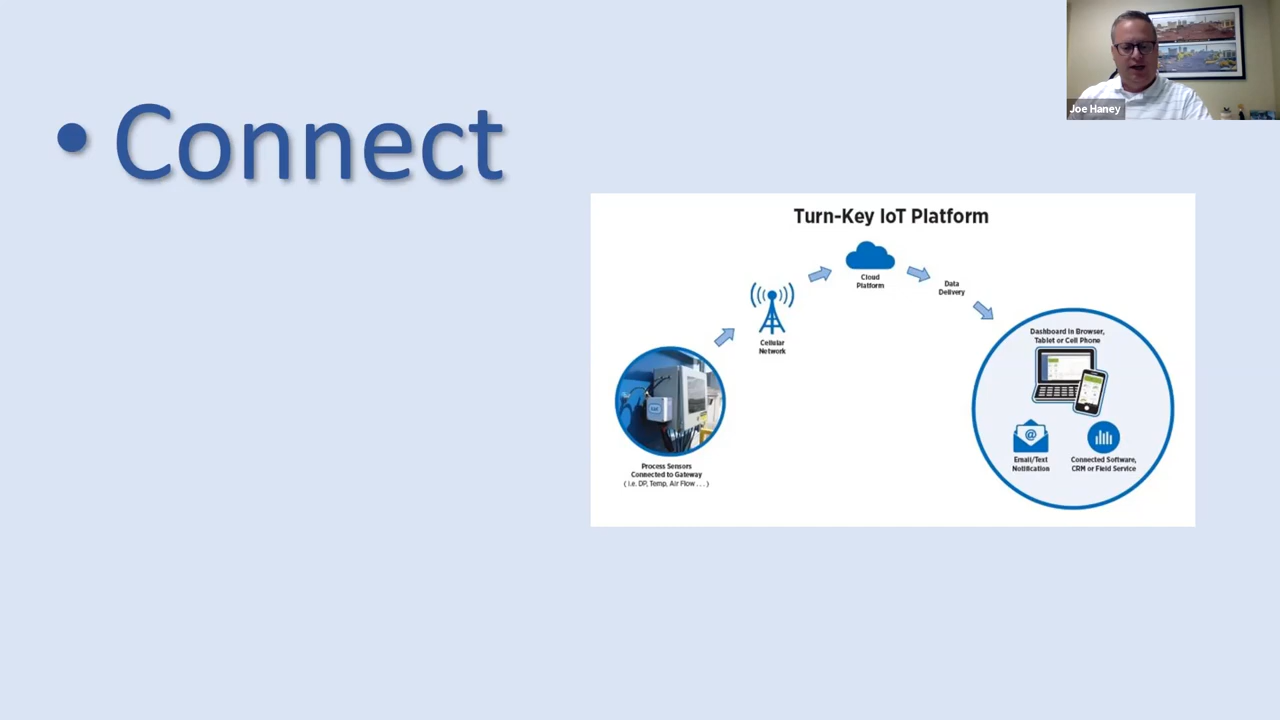 • Connect
Joe Haney
Turn-Key IoT Platform
Cloud
Platform
Data
Delivery
Cellular
Network
Dashboard in Browser,
Tablet or Cell Phone
@
Email/Text
Notification
Connected Software,
CRM or Field Service
Process Sensors
Connected to Gateway
( i.e. DP, Temp, Air Flow . . . )